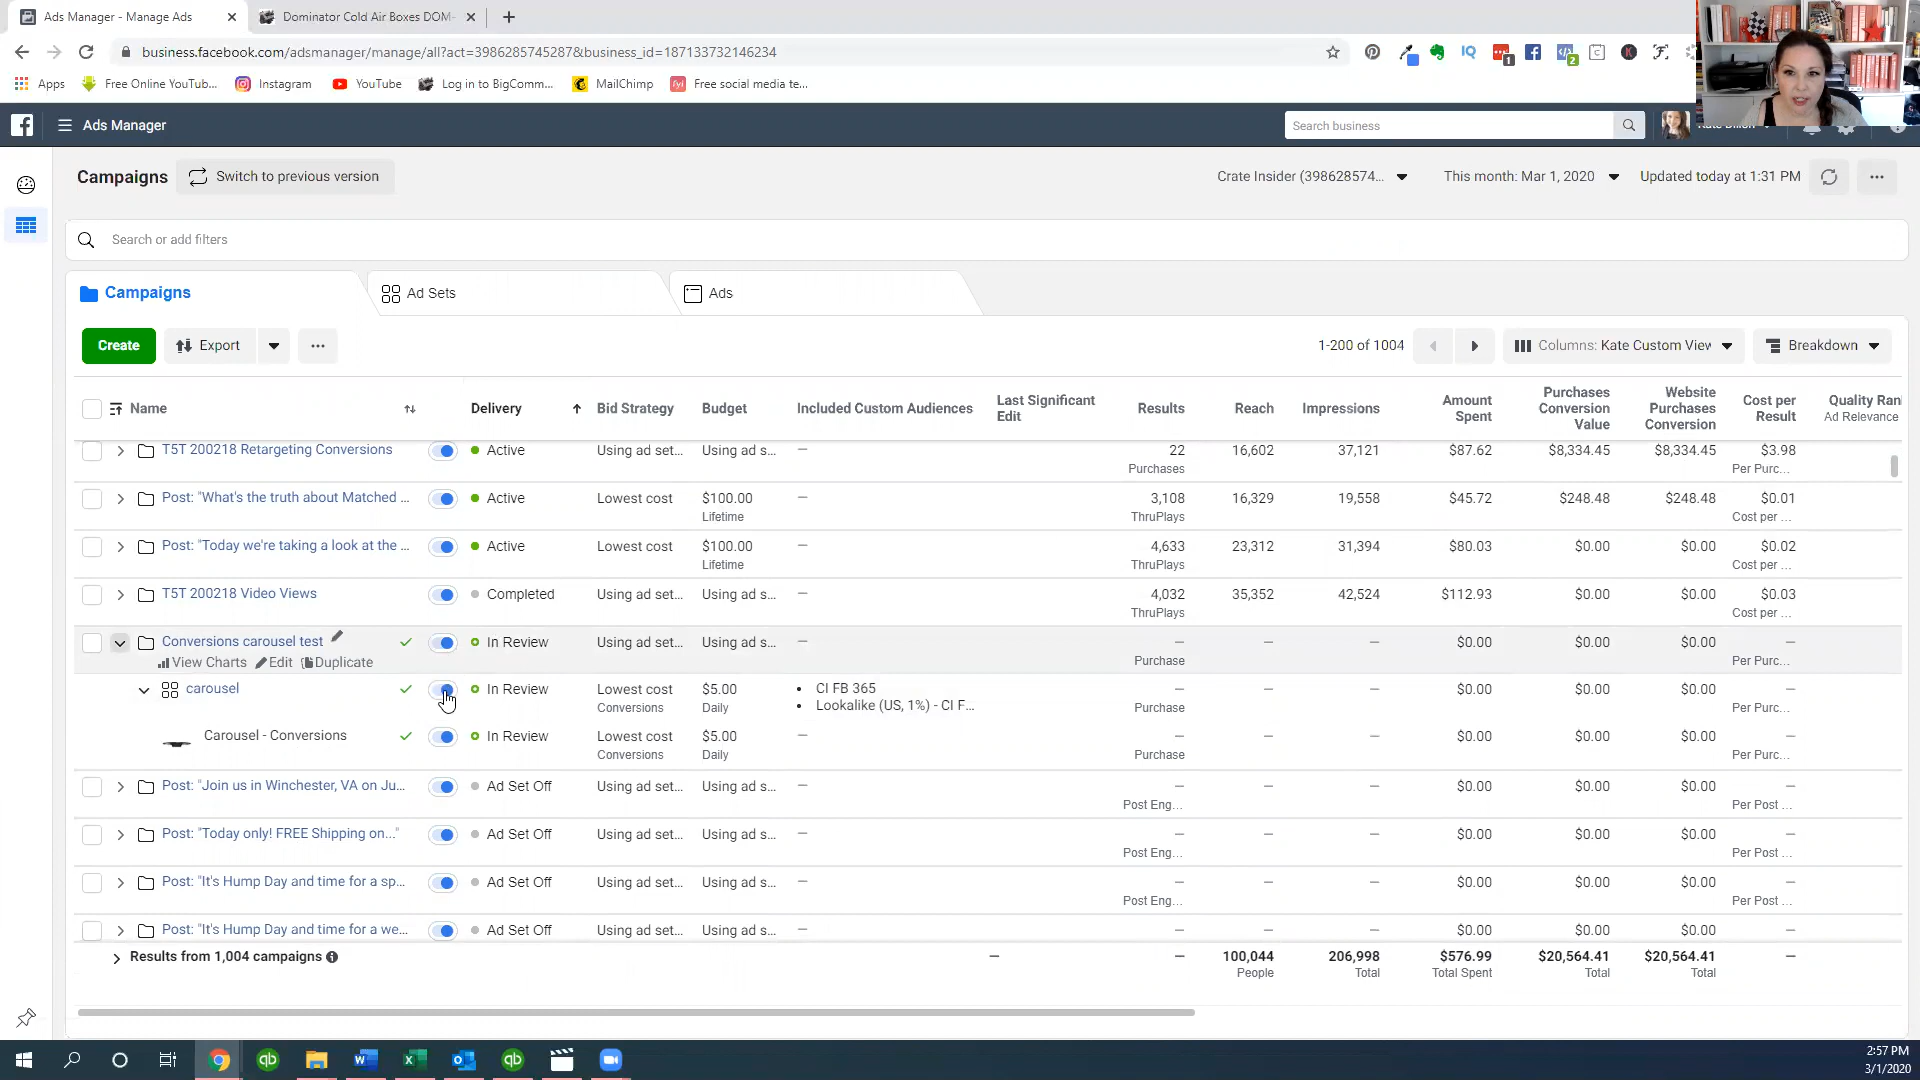 Ads Manager - Manage Ads
Dominator Cold Air Boxes DOM-
business.facebook.com/adsmanager/manage/all?act=3986285745287&business_id=187133732146234
Apps
Free Online YouTub...
Instagram
YouTube
Log in to BigComm...
MailChimp
Free social media te...
Ads Manager
Search business
Campaigns
Switch to previous version
Crate Insider (398628574...
This month: Mar 1, 2020
Updated today at 1:31 PM
Search or add filters
Campaigns
Ad Sets
Ads
Create
Export
1-200 of 1004
Columns: Kate Custom View
Breakdown
Name Delivery Bid Strategy Budget Included Custom Audiences Last Significant Edit Results Reach Impressions Amount Spent Purchases Conversion Value Website Purchases Conversion Cost per Result Quality Ran
Ad Relevance
T5T 200218 Retargeting Conversions Active Using ad set... Using ad s... — 22 16,602 37,121 $87.62 $8,334.45 $8,334.45 $3.98
Purchases Per Purc...
Post: "What's the truth about Matched ... Active Lowest cost $100.00 — 3,108 16,329 19,558 $45.72 $248.48 $248.48 $0.01
Lifetime ThruPlays Cost per ...
Post: "Today we're taking a look at the ... Active Lowest cost $100.00 — 4,633 23,312 31,394 $80.03 $0.00 $0.00 $0.02
Lifetime ThruPlays Cost per ...
T5T 200218 Video Views Completed Using ad set... Using ad s... — 4,032 35,352 42,524 $112.93 $0.00 $0.00 $0.03
ThruPlays Cost per ...
Conversions carousel test In Review Using ad set... Using ad s... — — — — $0.00 $0.00 $0.00 —
View Charts Edit Duplicate Purchase Per Purc...
carousel In Review Lowest cost $5.00 • CI FB 365 — — — $0.00 $0.00 $0.00 —
Conversions Daily • Lookalike (US, 1%) - CI F... Purchase Per Purc...
Carousel - Conversions In Review Lowest cost $5.00 — — — — $0.00 $0.00 $0.00 —
Conversions Daily Purchase Per Purc...
Post: "Join us in Winchester, VA on Ju... Ad Set Off Using ad set... Using ad s... — — — — $0.00 $0.00 $0.00 —
Post Eng... Per Post ...
Post: "Today only! FREE Shipping on..." Ad Set Off Using ad set... Using ad s... — — — — $0.00 $0.00 $0.00 —
Post Eng... Per Post ...
Post: "It's Hump Day and time for a sp... Ad Set Off Using ad set... Using ad s... — — — — $0.00 $0.00 $0.00 —
Post Eng... Per Post ...
Post: "It's Hump Day and time for a we... Ad Set Off Using ad set... Using ad s... — — — — $0.00 $0.00 $0.00 —
Results from 1,004 campaigns — — 100,044 206,998 $576.99 $20,564.41 $20,564.41 —
People Total Total Spent Total Total
2:57 PM
3/1/2020